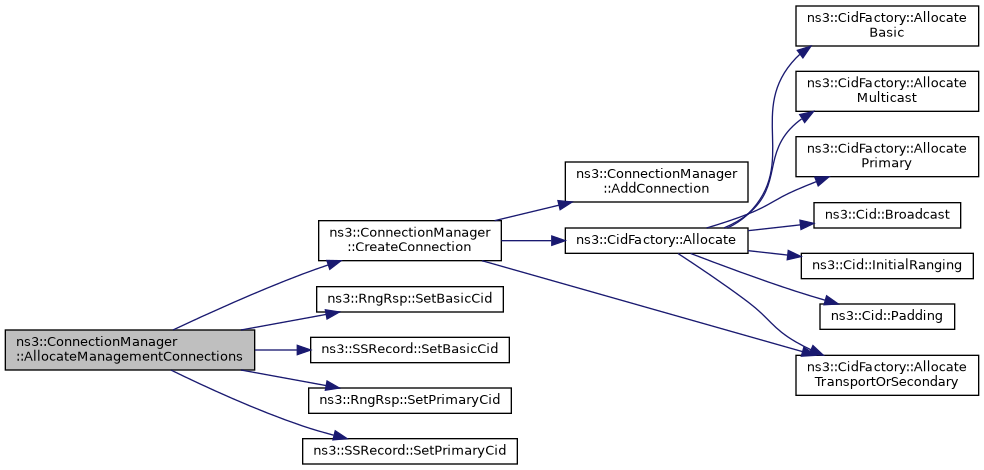 ns3::ConnectionManager
::AllocateManagementConnections
ns3::ConnectionManager
::CreateConnection
ns3::RngRsp::SetBasicCid
ns3::SSRecord::SetBasicCid
ns3::RngRsp::SetPrimaryCid
ns3::SSRecord::SetPrimaryCid
ns3::ConnectionManager
::AddConnection
ns3::CidFactory::Allocate
ns3::CidFactory::Allocate
Basic
ns3::CidFactory::Allocate
Multicast
ns3::CidFactory::Allocate
Primary
ns3::Cid::Broadcast
ns3::Cid::InitialRanging
ns3::Cid::Padding
ns3::CidFactory::Allocate
TransportOrSecondary